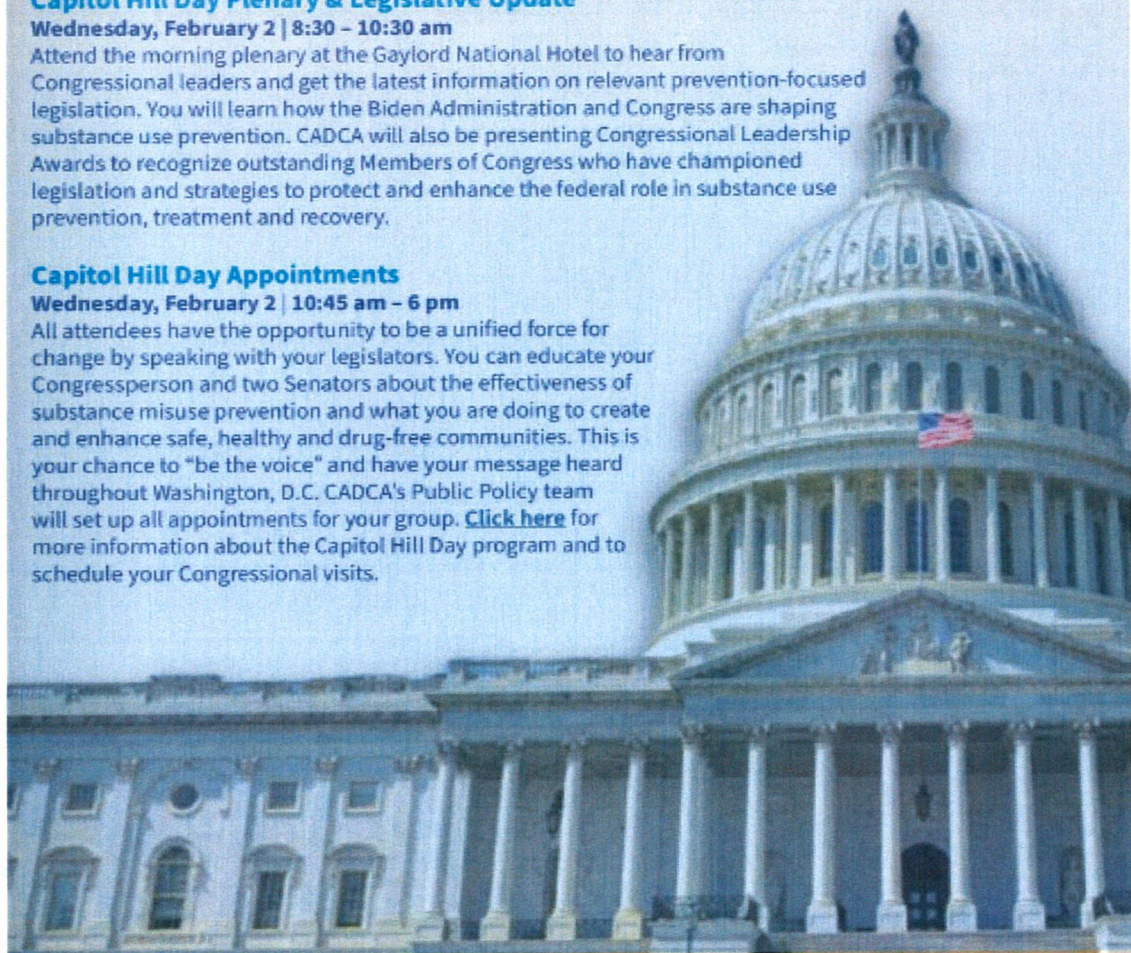 Capitol Hill Day Plenary & Legislative Update
Wednesday, February 2 | 8:30 – 10:30 am
Attend the morning plenary at the Gaylord National Hotel to hear from
Congressional leaders and get the latest information on relevant prevention-focused
legislation. You will learn how the Biden Administration and Congress are shaping
substance use prevention. CADCA will also be presenting Congressional Leadership
Awards to recognize outstanding Members of Congress who have championed
legislation and strategies to protect and enhance the federal role in substance use
prevention, treatment and recovery.
Capitol Hill Day Appointments
Wednesday, February 2 | 10:45 am – 6 pm
All attendees have the opportunity to be a unified force for
change by speaking with your legislators. You can educate your
Congressperson and two Senators about the effectiveness of
substance misuse prevention and what you are doing to create
and enhance safe, healthy and drug-free communities. This is
your chance to “be the voice” and have your message heard
throughout Washington, D.C. CADCA's Public Policy team
will set up all appointments for your group. Click here for
more information about the Capitol Hill Day program and to
schedule your Congressional visits.